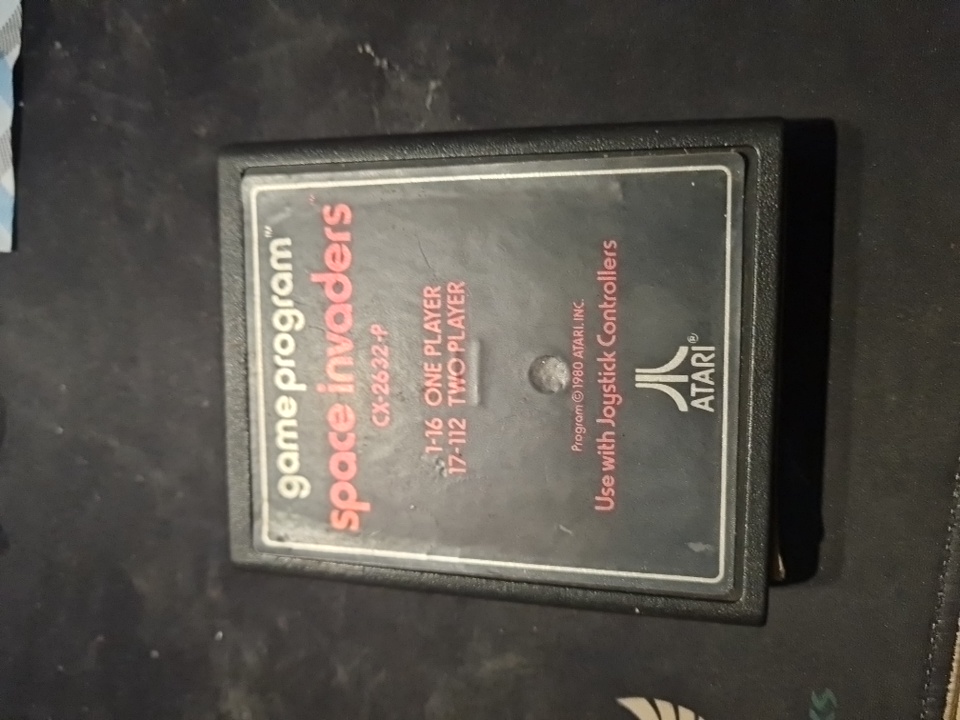 game program™
space invaders™
CX-2632-P
1-16 ONE PLAYER
17-112 TWO PLAYER
Program © 1980 ATARI, INC.
Use with Joystick Controllers
ATARI®